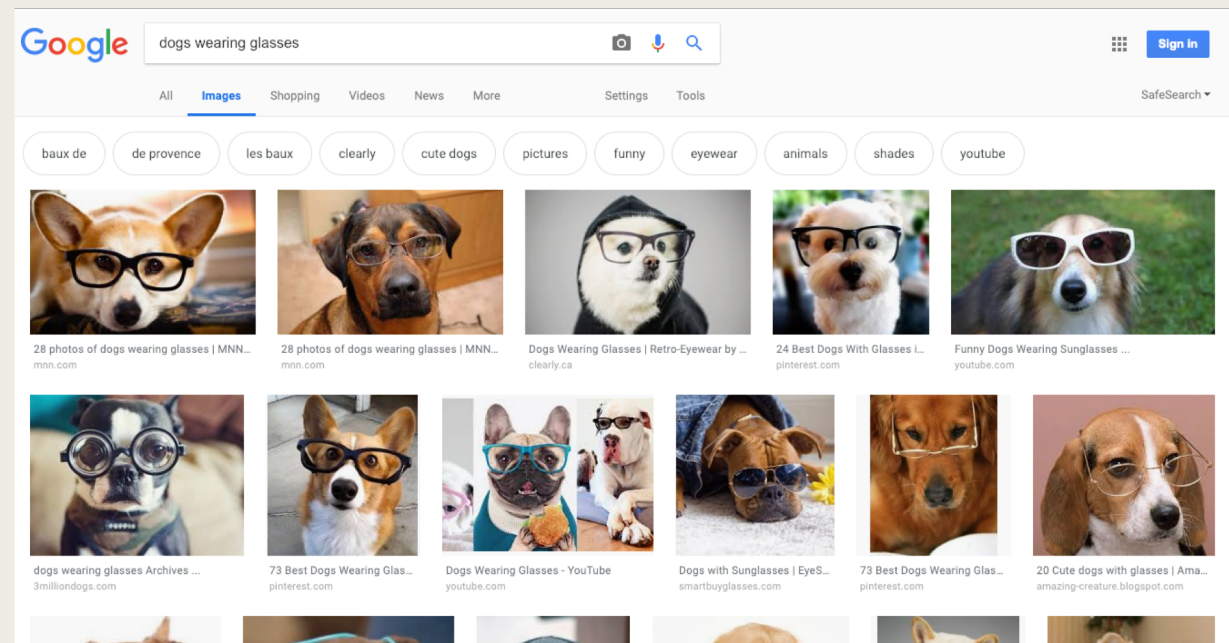 Google
dogs wearing glasses
Sign in
All Images Shopping Videos News More Settings Tools
SafeSearch
baux de de provence les baux clearly cute dogs pictures funny eyewear animals shades youtube
28 photos of dogs wearing glasses | MNN...
mnn.com
28 photos of dogs wearing glasses | MNN...
mnn.com
Dogs Wearing Glasses | Retro-Eyewear by ...
clearly.ca
24 Best Dogs With Glasses i...
pinterest.com
Funny Dogs Wearing Sunglasses ...
youtube.com
dogs wearing glasses Archives ...
3milliondogs.com
73 Best Dogs Wearing Glas...
pinterest.com
Dogs Wearing Glasses - YouTube
youtube.com
Dogs with Sunglasses | EyeS...
smartbuyglasses.com
73 Best Dogs Wearing Glas...
pinterest.com
20 Cute dogs with glasses | Ama...
amazing-creature.blogspot.com